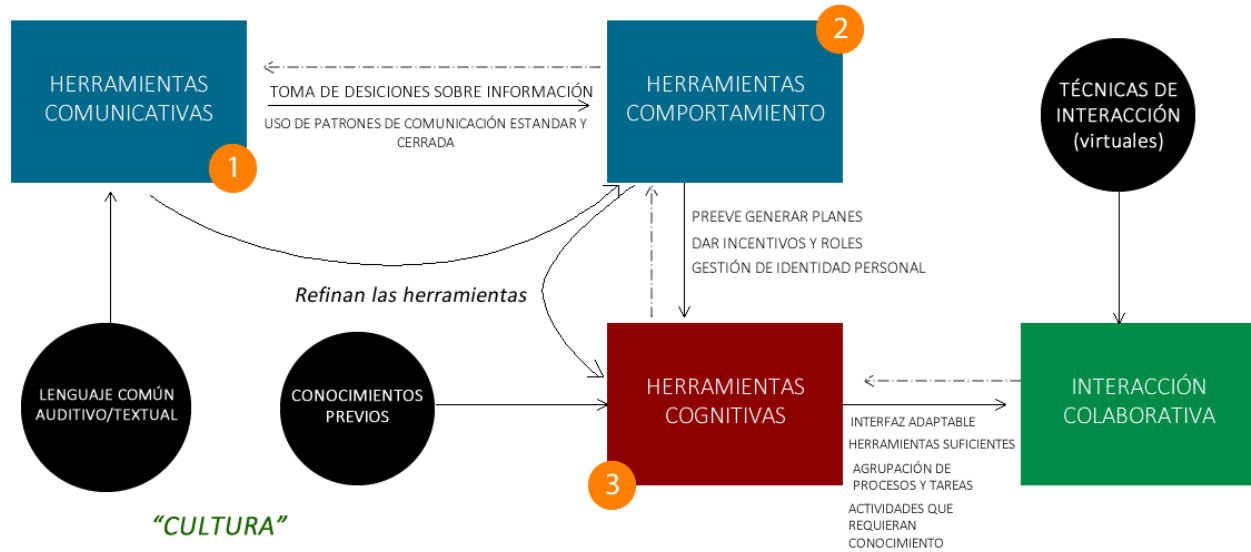 HERRAMIENTAS
COMUNICATIVAS
1
TOMA DE DESICIONES SOBRE INFORMACIÓN
USO DE PATRONES DE COMUNICACIÓN ESTANDAR Y
CERRADA
HERRAMIENTAS
COMPORTAMIENTO
2
TÉCNICAS DE
INTERACCIÓN
(virtuales)
PREEVE GENERAR PLANES
DAR INCENTIVOS Y ROLES
GESTIÓN DE IDENTIDAD PERSONAL
Refinan las herramientas
LENGUAJE COMÚN
AUDITIVO/TEXTUAL
CONOCIMIENTOS
PREVIOS
HERRAMIENTAS
COGNITIVAS
3
INTERFAZ ADAPTABLE
HERRAMIENTAS SUFICIENTES
AGRUPACIÓN DE
PROCESOS Y TAREAS
ACTIVIDADES QUE
REQUIERAN
CONOCIMIENTO
INTERACCIÓN
COLABORATIVA
“CULTURA”